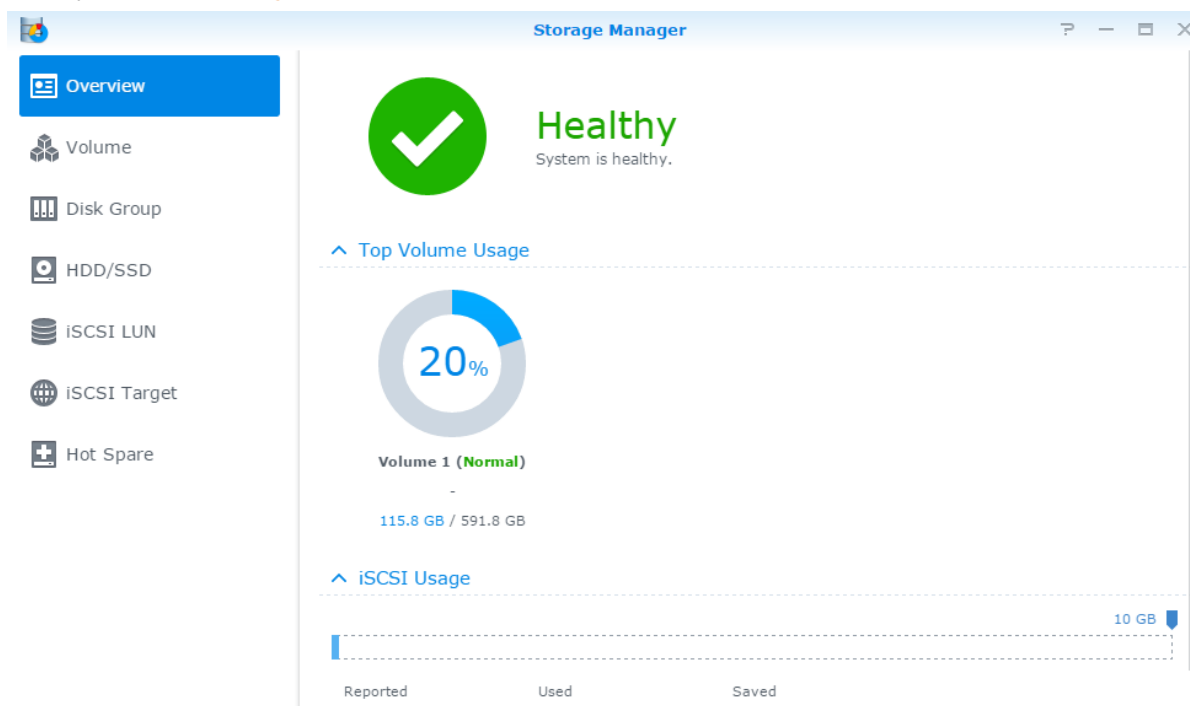 Storage Manager
Overview
Volume
Disk Group
HDD/SSD
iSCSI LUN
iSCSI Target
Hot Spare
Healthy
System is healthy.
Top Volume Usage
20%
Volume 1 (Normal)
-
115.8 GB / 591.8 GB
iSCSI Usage
10 GB
Reported Used Saved